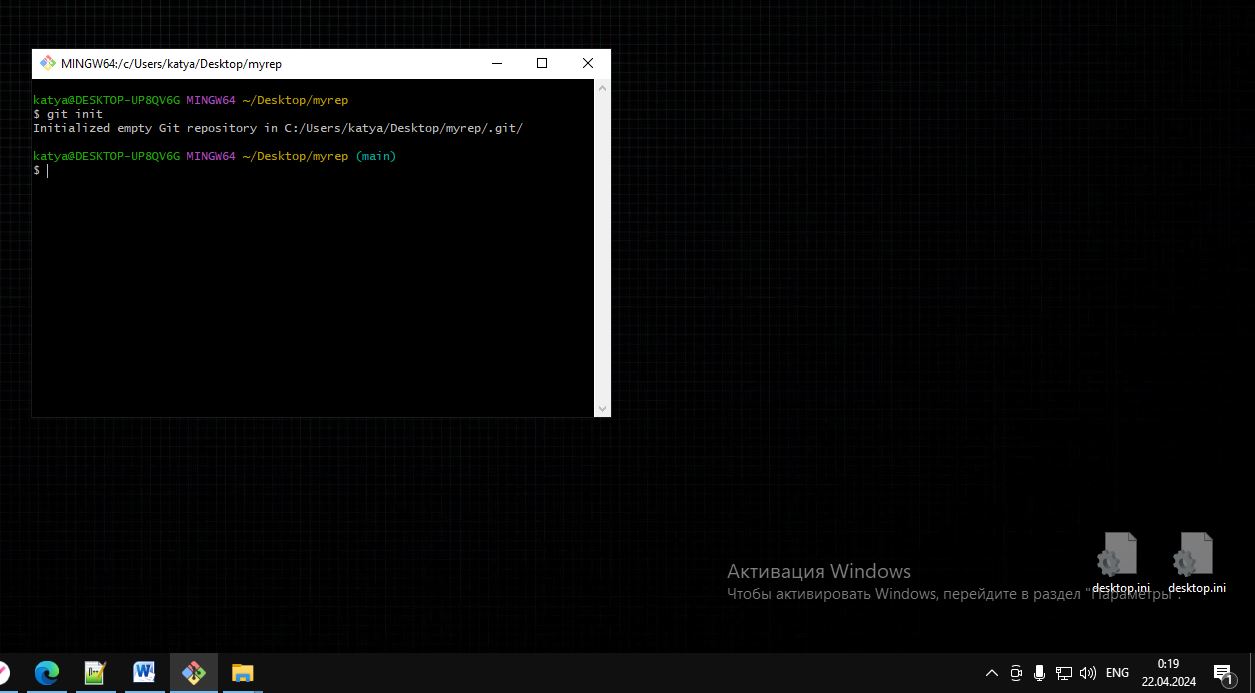 MINGW64:/c/Users/katya/Desktop/myrep
katya@DESKTOP-UP8QV6G MINGW64 ~/Desktop/myrep
$ git init
Initialized empty Git repository in C:/Users/katya/Desktop/myrep/.git/
katya@DESKTOP-UP8QV6G MINGW64 ~/Desktop/myrep (main)
$
Активация Windows
Чтобы активировать Windows, перейдите в раздел "Параметры".
desktop.ini
desktop.ini
ENG
0:19
22.04.2024
1